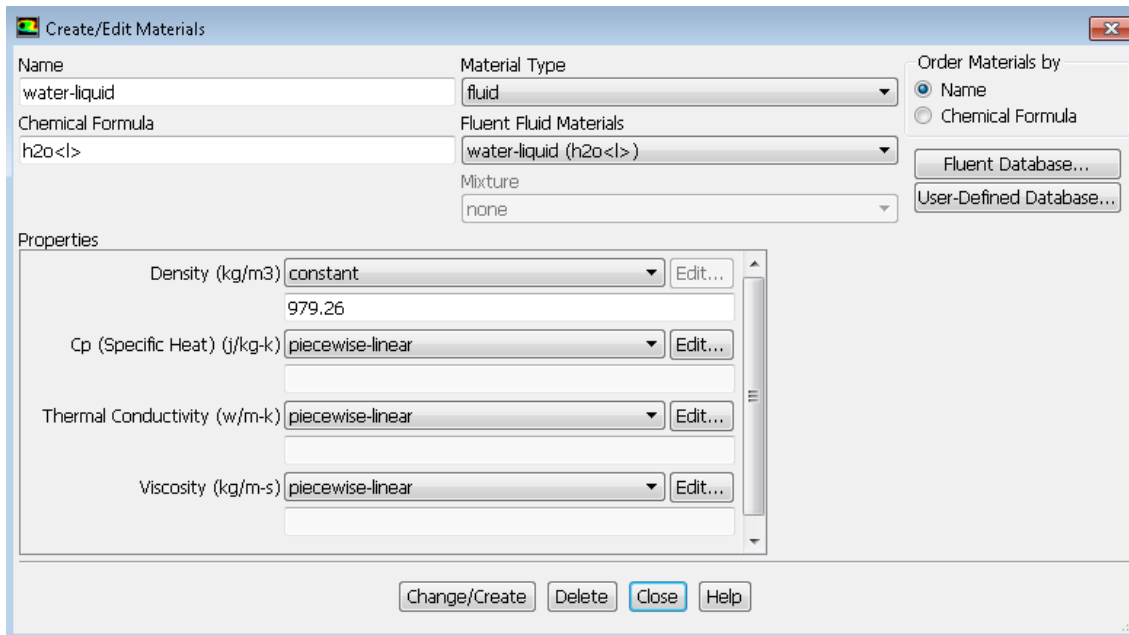 Create/Edit Materials
Name
water-liquid
Chemical Formula
h2o<l>
Material Type
fluid
Fluent Fluid Materials
water-liquid (h2o<l>)
Mixture
none
Order Materials by
Name
Chemical Formula
Fluent Database...
User-Defined Database...
Properties
Density (kg/m3) constant Edit...
979.26
Cp (Specific Heat) (j/kg-k) piecewise-linear Edit...
Thermal Conductivity (w/m-k) piecewise-linear Edit...
Viscosity (kg/m-s) piecewise-linear Edit...
Change/Create Delete Close Help